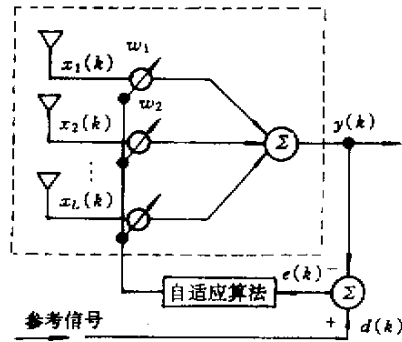 w₁
x₁(k)
w₂
x₂(k)
⋮
x_L(k)
Σ
y(k)
e(k)
−
自适应算法
Σ
参考信号
+
d(k)